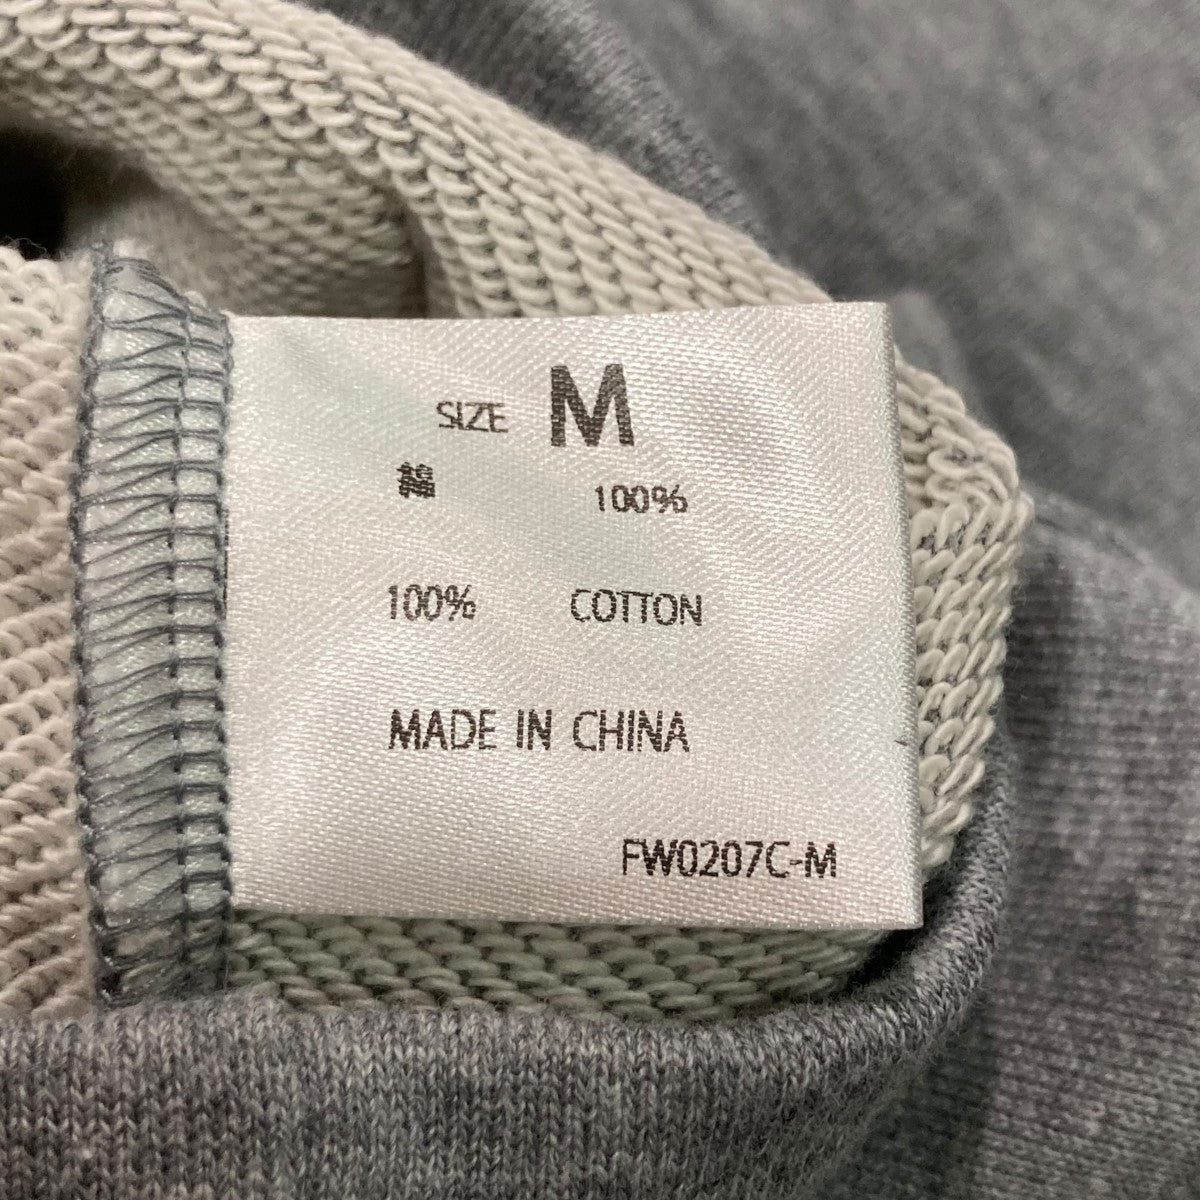 SIZE M
綿 100%
100% COTTON
MADE IN CHINA
FW0207C-M